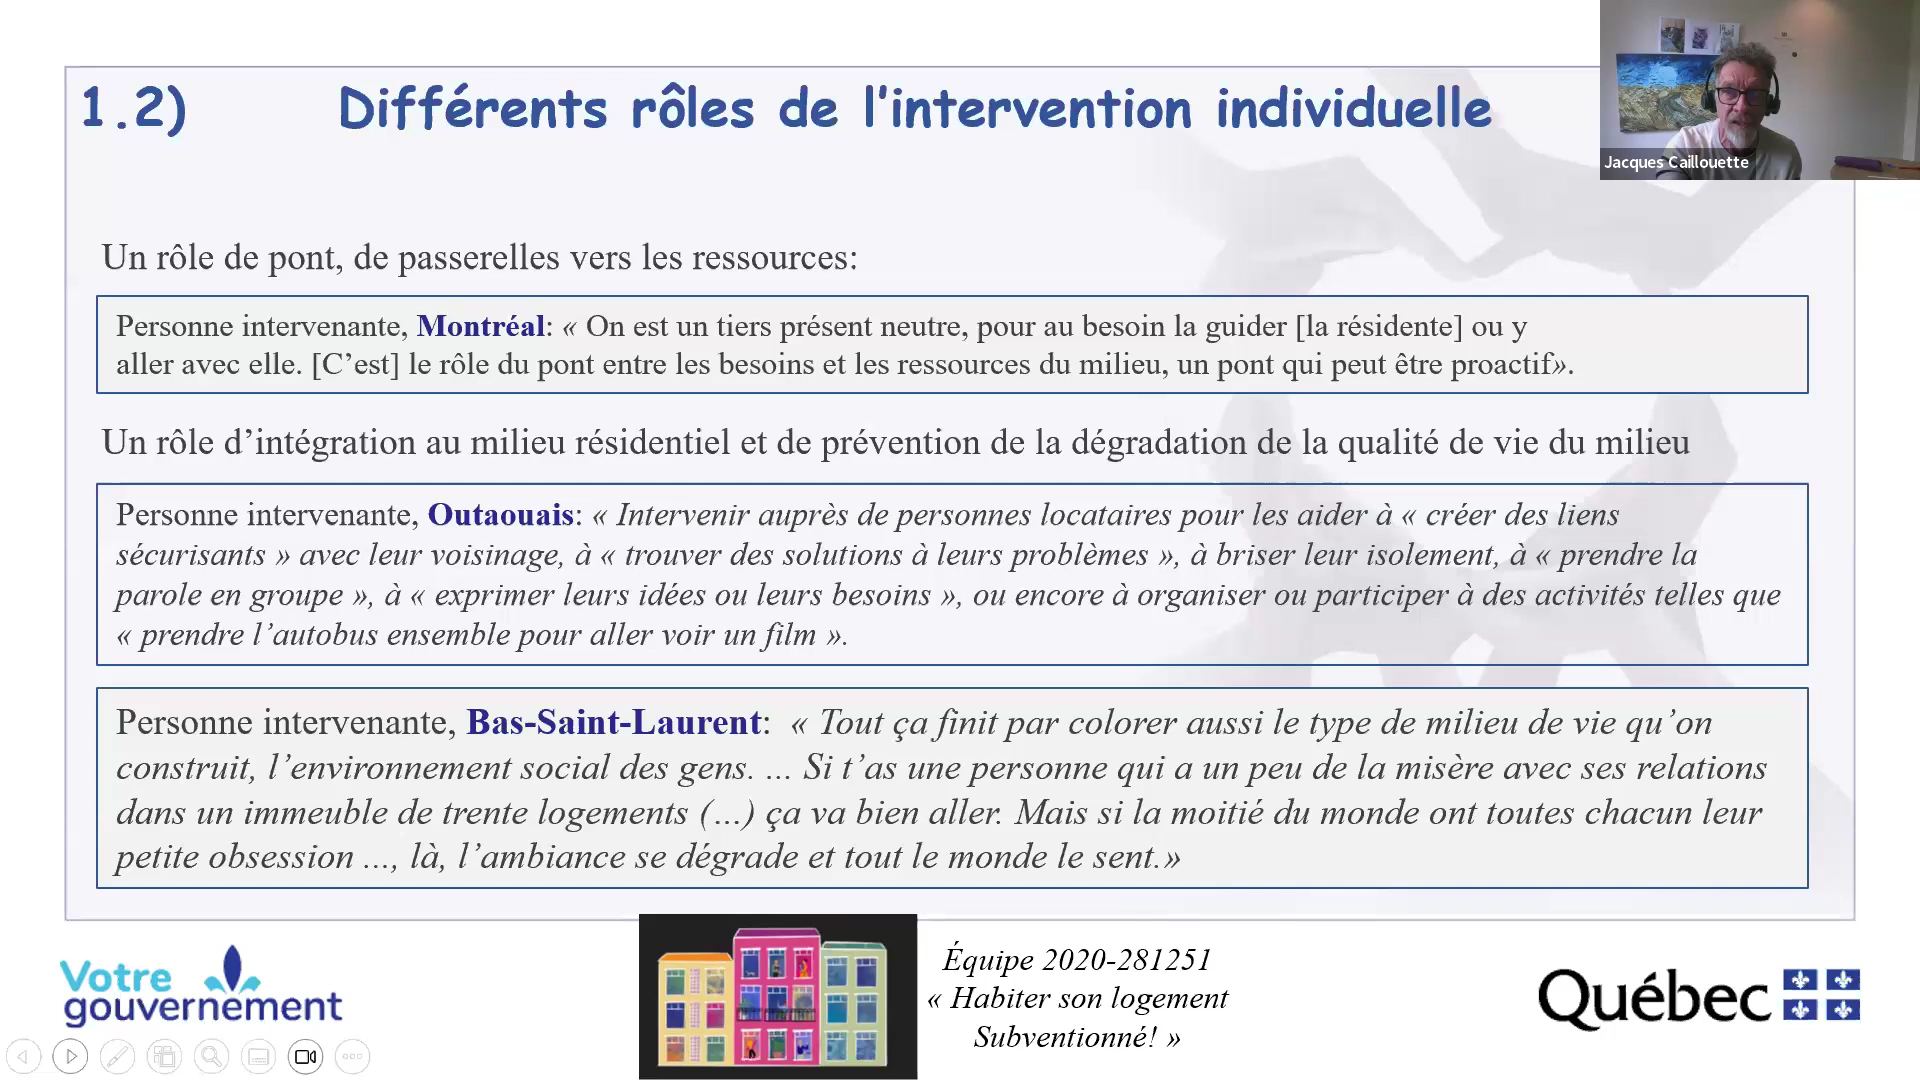 1.2) Différents rôles de l'intervention individuelle
Jacques Caillouette
Un rôle de pont, de passerelles vers les ressources:
Personne intervenante, Montréal: « On est un tiers présent neutre, pour au besoin la guider [la résidente] ou y
aller avec elle. [C’est] le rôle du pont entre les besoins et les ressources du milieu, un pont qui peut être proactif».
Un rôle d’intégration au milieu résidentiel et de prévention de la dégradation de la qualité de vie du milieu
Personne intervenante, Outaouais: « Intervenir auprès de personnes locataires pour les aider à « créer des liens
sécurisants » avec leur voisinage, à « trouver des solutions à leurs problèmes », à briser leur isolement, à « prendre la
parole en groupe », à « exprimer leurs idées ou leurs besoins », ou encore à organiser ou participer à des activités telles que
« prendre l’autobus ensemble pour aller voir un film ».
Personne intervenante, Bas-Saint-Laurent: « Tout ça finit par colorer aussi le type de milieu de vie qu’on
construit, l’environnement social des gens. ... Si t’as une personne qui a un peu de la misère avec ses relations
dans un immeuble de trente logements (…) ça va bien aller. Mais si la moitié du monde ont toutes chacun leur
petite obsession ..., là, l’ambiance se dégrade et tout le monde le sent.»
Votre
gouvernement
Équipe 2020-281251
« Habiter son logement
Subventionné! »
Québec